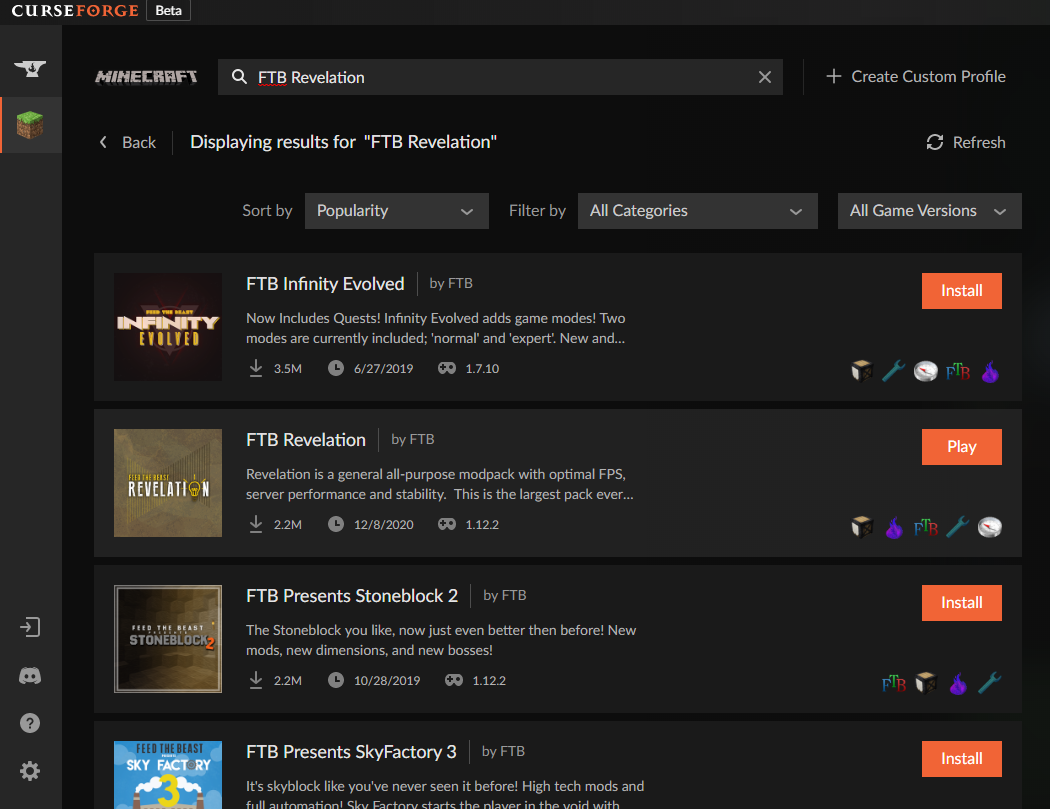 CURSEFORGE Beta
MINECRAFT FTB Revelation Create Custom Profile
Back Displaying results for "FTB Revelation" Refresh
Sort by Popularity Filter by All Categories All Game Versions
FEED THE BEAST
INFINITY
EVOLVED
FTB Infinity Evolved by FTB
Install
Now Includes Quests! Infinity Evolved adds game modes! Two
modes are currently included; 'normal' and 'expert'. New and...
3.5M 6/27/2019 1.7.10
FTB
FEED THE BEAST
REVELATION
FTB Revelation by FTB
Play
Revelation is a general all-purpose modpack with optimal FPS,
server performance and stability. This is the largest pack ever...
2.2M 12/8/2020 1.12.2
FTB
FEED THE BEAST
PRESENTS
STONEBLOCK 2
FTB Presents Stoneblock 2 by FTB
Install
The Stoneblock you like, now just even better then before! New
mods, new dimensions, and new bosses!
2.2M 10/28/2019 1.12.2
FTB
FEED THE BEAST
SKY FACTORY
3
FTB Presents SkyFactory 3 by FTB
Install
It's skyblock like you've never seen it before! High tech mods and
full automation! Sky Factory starts the player in the void with